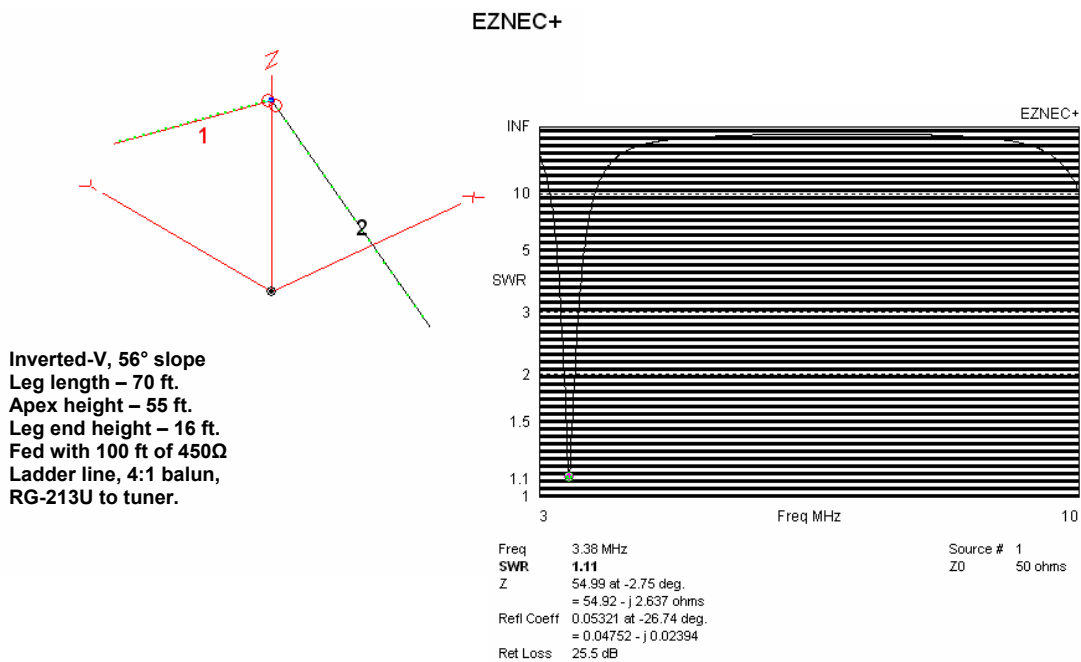 EZNEC+
Z
1
Y
X
2
Inverted-V, 56° slope
Leg length – 70 ft.
Apex height – 55 ft.
Leg end height – 16 ft.
Fed with 100 ft of 450Ω
Ladder line, 4:1 balun,
RG-213U to tuner.
EZNEC+
INF
10
5
SWR
3
2
1.5
1.1
1
3 Freq MHz 10
Freq 3.38 MHz Source # 1
SWR 1.11 Z0 50 ohms
Z 54.99 at -2.75 deg.
= 54.92 - j 2.637 ohms
Refl Coeff 0.05321 at -26.74 deg.
= 0.04752 - j 0.02394
Ret Loss 25.5 dB